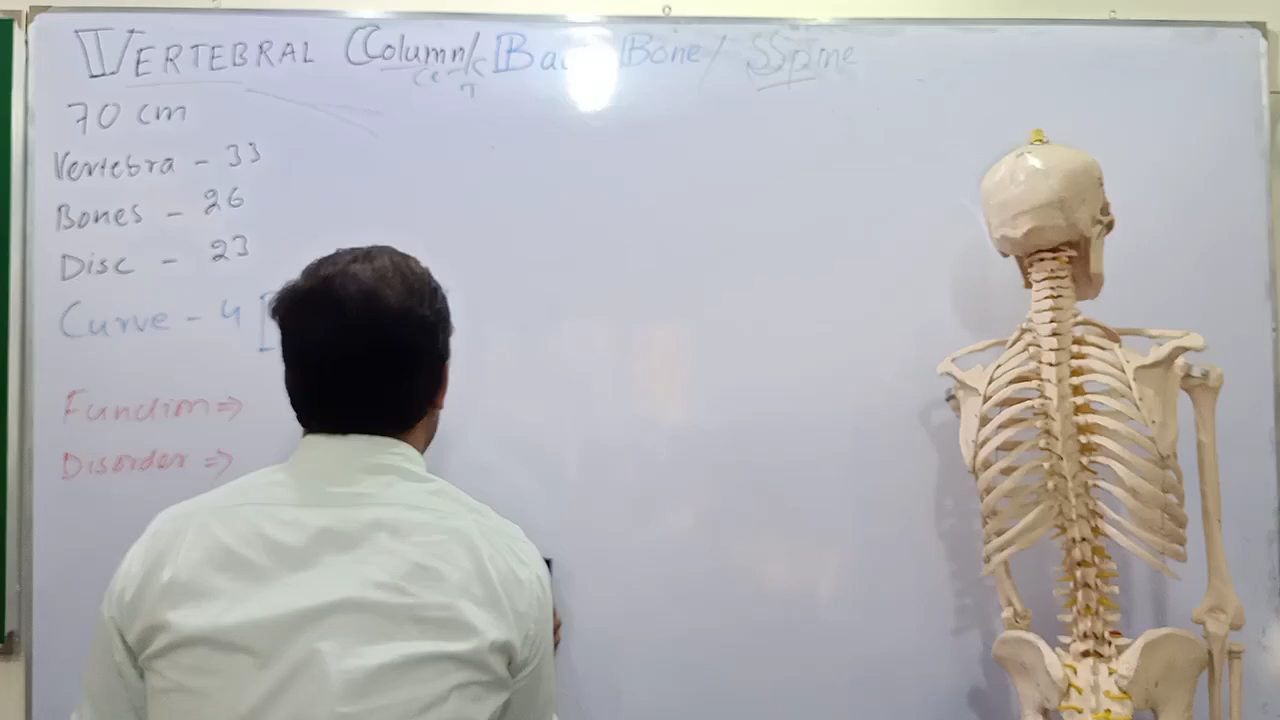 VERTEBRAL Column/ Back Bone/ Spine
70 cm
Vertebra - 33
Bones - 26
Disc - 23
Curve - 4 [
Function ⇒
Disorder ⇒